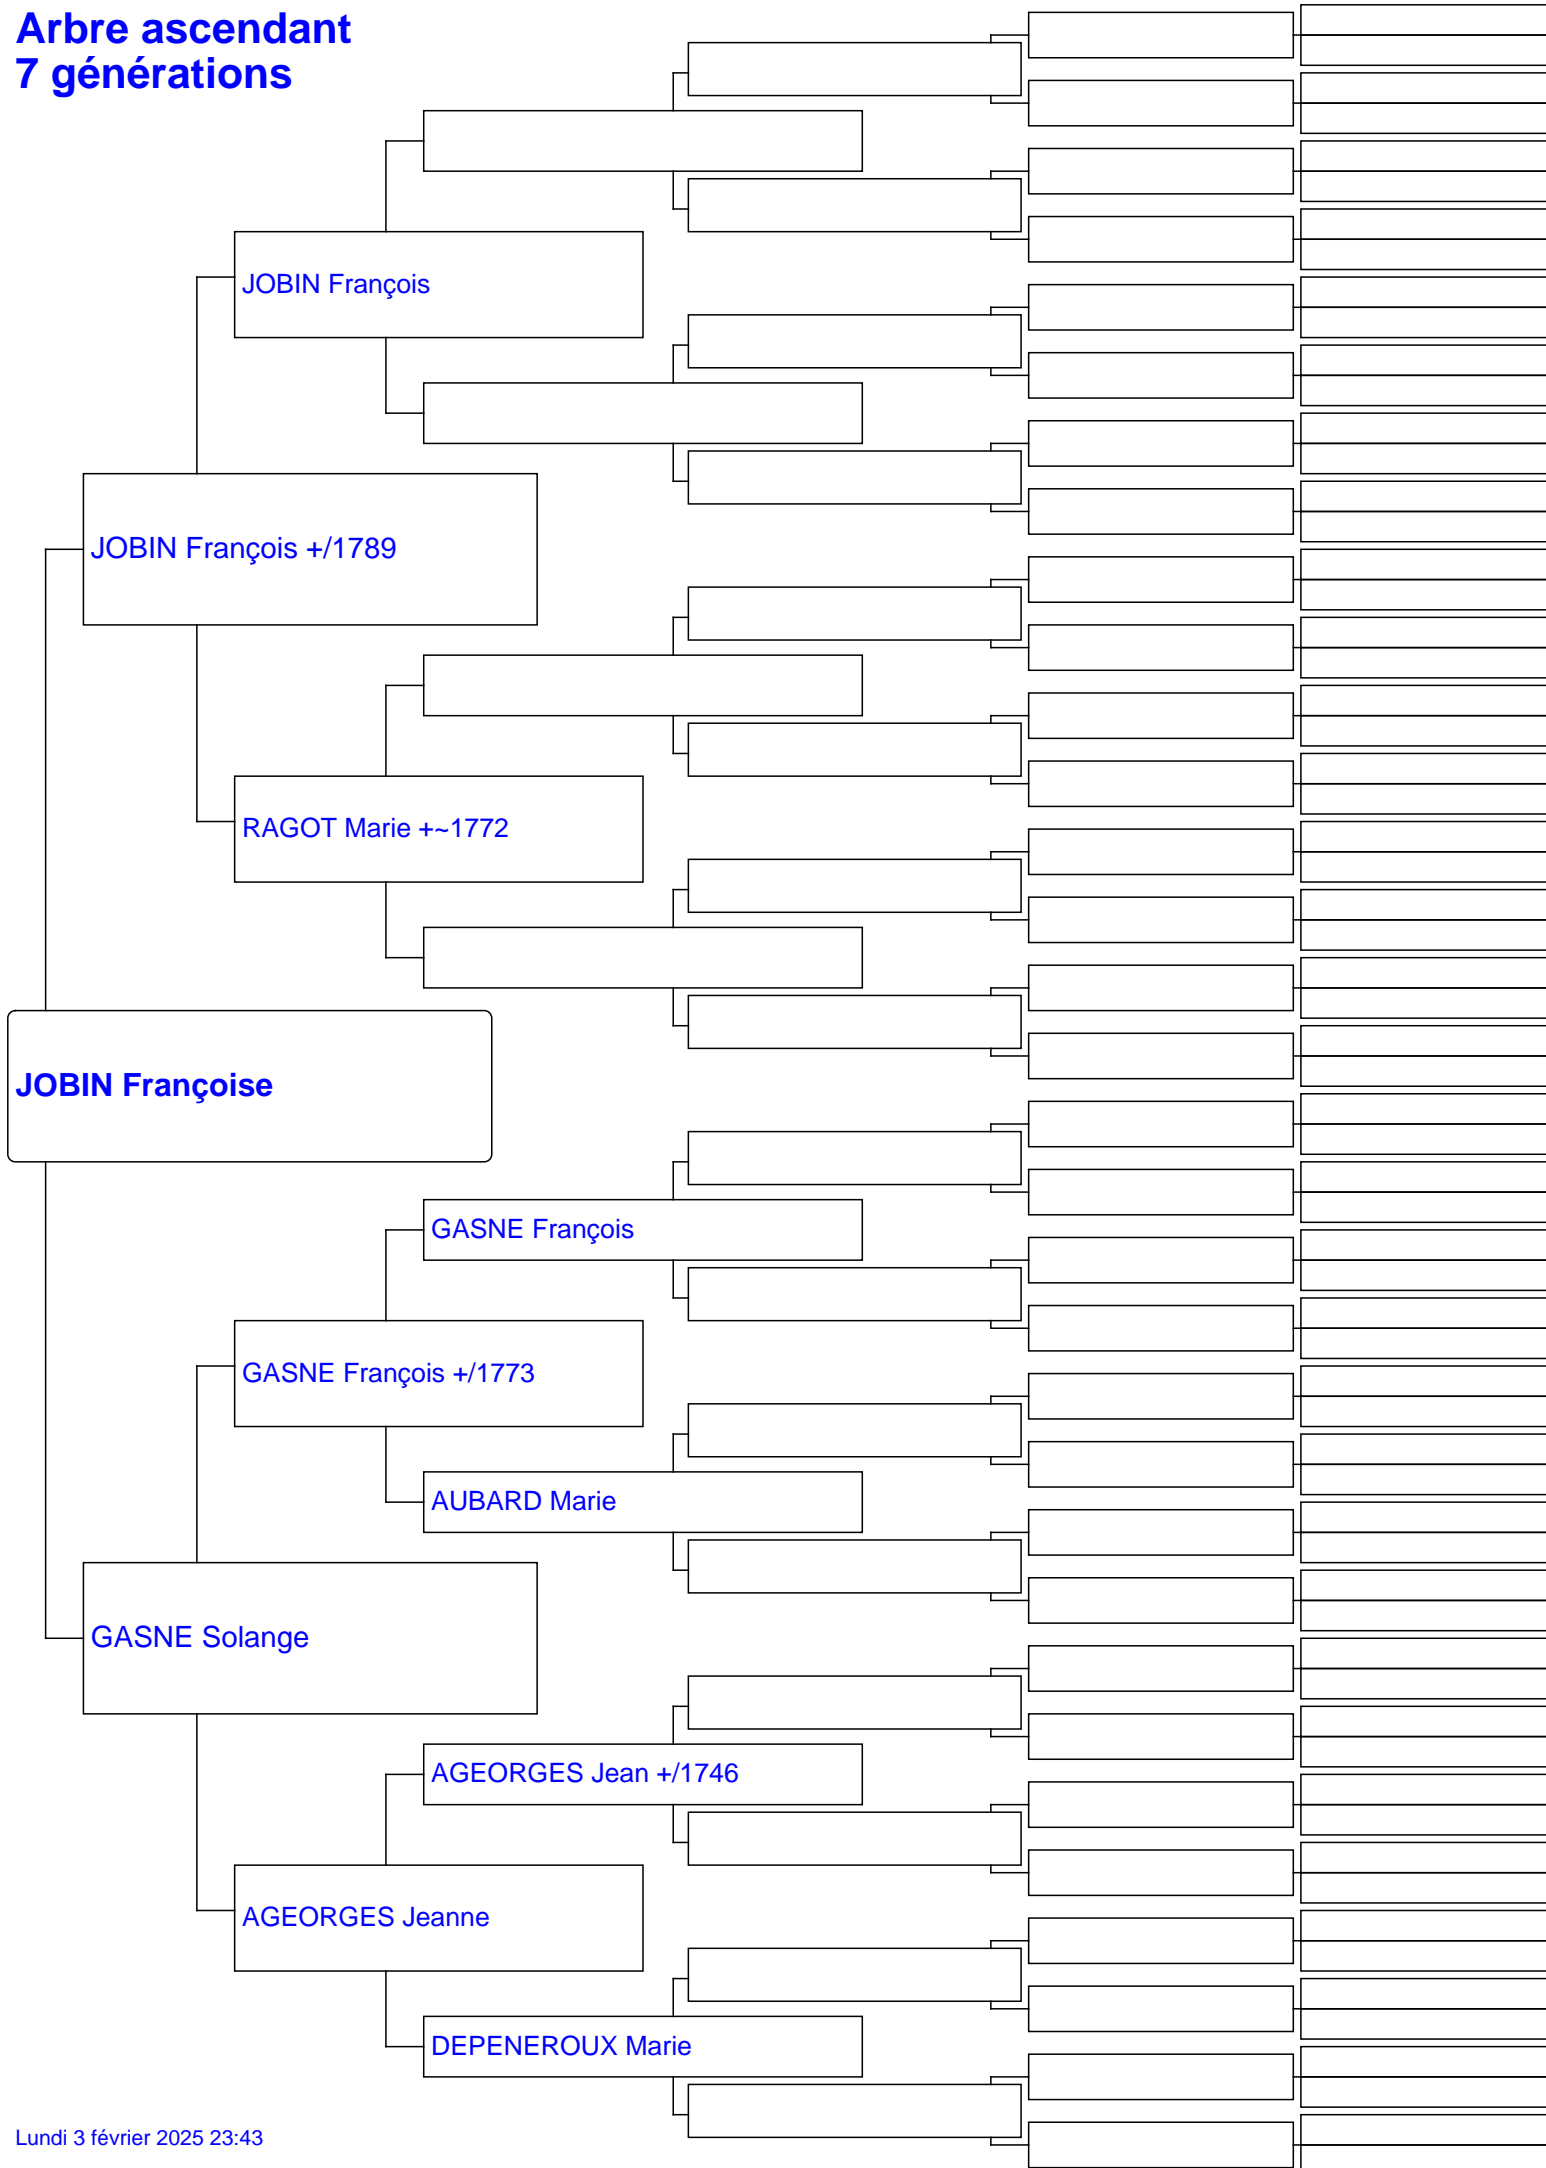 Arbre ascendant
7 générations
JOBIN François
JOBIN François +/1789
RAGOT Marie +~1772
JOBIN Françoise
GASNE François
GASNE François +/1773
AUBARD Marie
GASNE Solange
AGEORGES Jean +/1746
AGEORGES Jeanne
DEPENEROUX Marie
Lundi 3 février 2025 23:43